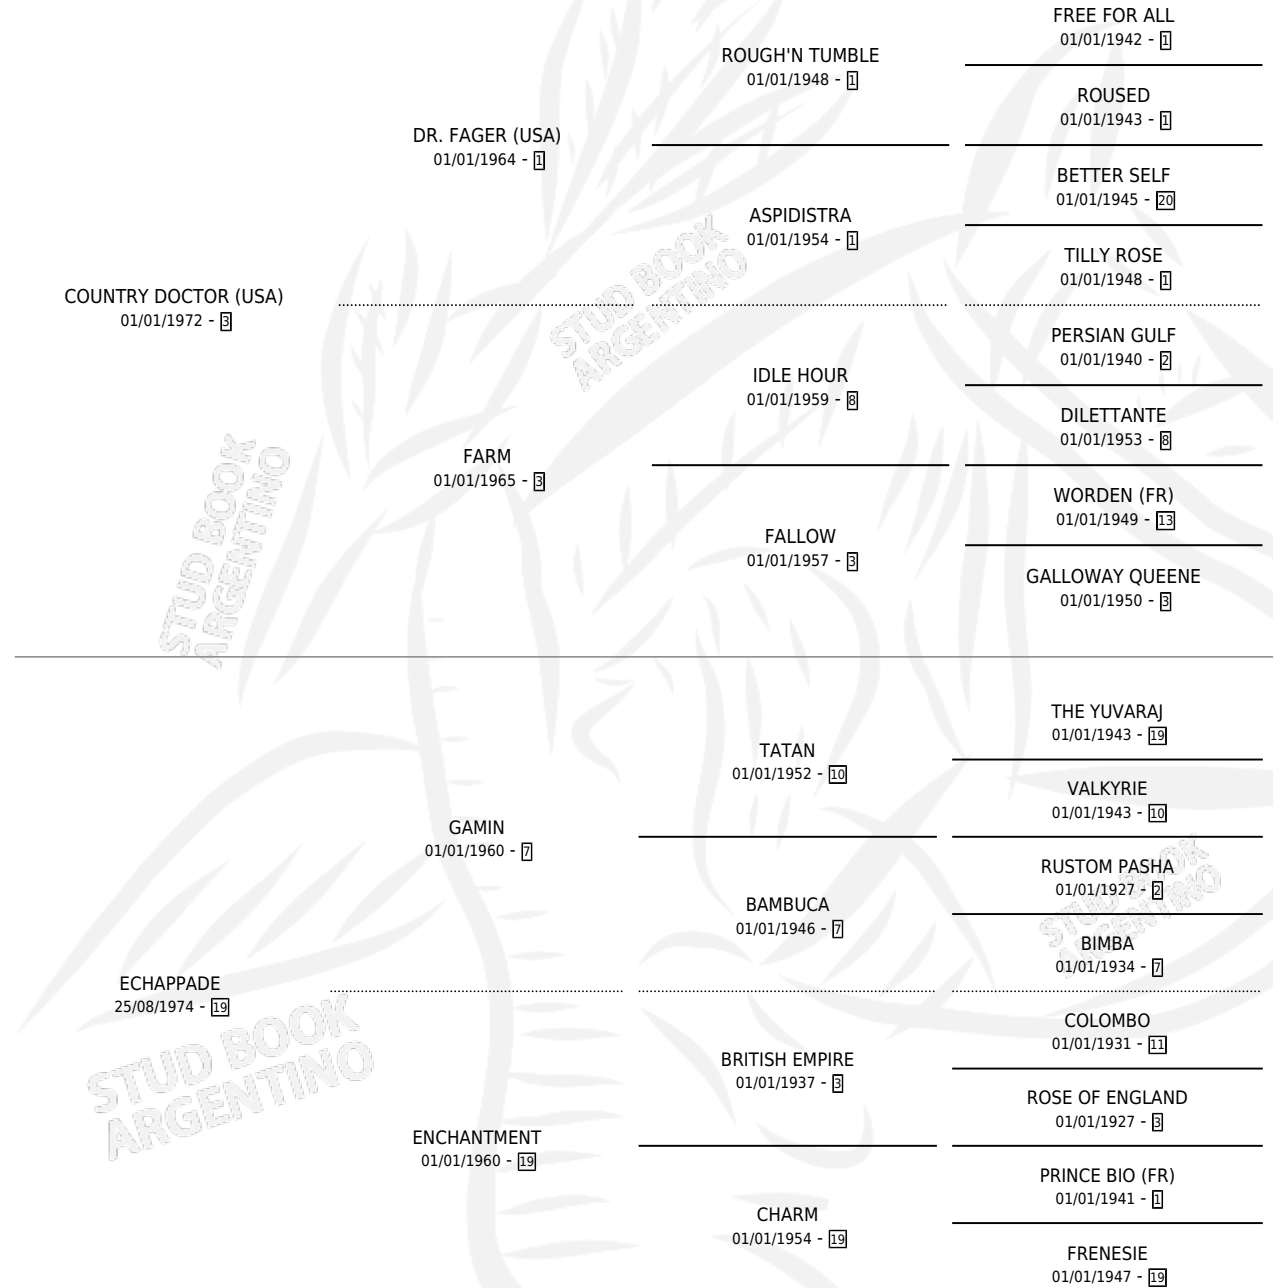 FREE FOR ALL
01/01/1942 - 1
ROUGH'N TUMBLE
01/01/1948 - 1
ROUSED
01/01/1943 - 1
DR. FAGER (USA)
01/01/1964 - 1
BETTER SELF
01/01/1945 - 20
ASPIDISTRA
01/01/1954 - 1
TILLY ROSE
01/01/1948 - 1
COUNTRY DOCTOR (USA)
01/01/1972 - 3
STUD BOOK
ARGENTINO
PERSIAN GULF
01/01/1940 - 2
IDLE HOUR
01/01/1959 - 8
DILETTANTE
01/01/1953 - 8
FARM
01/01/1965 - 3
WORDEN (FR)
01/01/1949 - 13
FALLOW
01/01/1957 - 3
GALLOWAY QUEENE
01/01/1950 - 3
STUD BOOK
ARGENTINO
THE YUVARAJ
01/01/1943 - 19
TATAN
01/01/1952 - 10
VALKYRIE
01/01/1943 - 10
GAMIN
01/01/1960 - 7
RUSTOM PASHA
01/01/1927 - 2
BAMBUCA
01/01/1946 - 7
BIMBA
01/01/1934 - 7
STUD BOOK
ARGENTINO
ECHAPPADE
25/08/1974 - 19
STUD BOOK
ARGENTINO
COLOMBO
01/01/1931 - 11
BRITISH EMPIRE
01/01/1937 - 3
ROSE OF ENGLAND
01/01/1927 - 3
ENCHANTMENT
01/01/1960 - 19
PRINCE BIO (FR)
01/01/1941 - 1
CHARM
01/01/1954 - 19
FRENESIE
01/01/1947 - 19